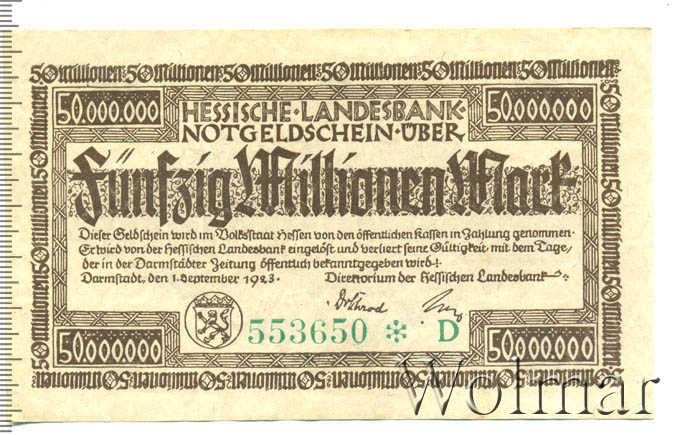 50 Millionen 50 Millionen 50 Millionen 50 Millionen 50 Millionen 50 Millionen 50
50.000.000 50.000.000
HESSISCHE · LANDESBANK ·
NOTGELDSCHEIN · ÜBER
Fünfzig Millionen Mark
Dieser Geldschein wird im Volksstaat Hessen von den öffentlichen Kassen in Zahlung genommen.
Er wird von der Hessischen Landesbank eingelöst und verliert seine Gültigkeit mit dem Tage,
der in der Darmstädter Zeitung öffentlich bekanntgegeben wird.
Darmstadt, den 1. September 1923. Direktorium der Hessischen Landesbank
553650 * D
50.000.000 50.000.000
Wolmar